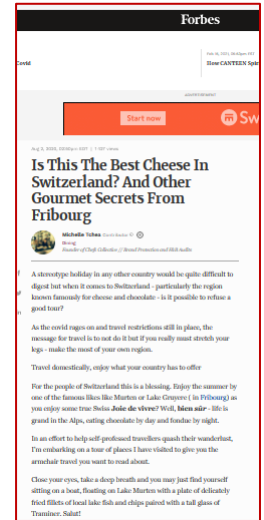 Forbes
Covid
How CANTEEN Spir
ADVERTISEMENT
Start now
Sw
Is This The Best Cheese In
Switzerland? And Other
Gourmet Secrets From
Fribourg
Michelle Tchea
A stereotype holiday in any other country would be quite difficult to
digest but when it comes to Switzerland - particularly the region
known famously for cheese and chocolate - is it possible to refuse a
good tour?
As the covid rages on and travel restrictions still in place, the
message for travel is to not do it but if you really must stretch your
legs - make the most of your own region.
Travel domestically, enjoy what your country has to offer
For the people of Switzerland this is a blessing. Enjoy the summer by
one of the famous likes like Murten or Lake Gruyere ( in Fribourg) as
you enjoy some true Swiss Joie de vivre? Well, bien sûr - life is
grand in the Alps, eating chocolate by day and fondue by night.
In an effort to help self-professed travellers quash their wanderlust,
I'm embarking on a tour of places I have visited to give you the
armchair travel you want to read about.
Close your eyes, take a deep breath and you may just find yourself
sitting on a boat, floating on Lake Murten with a plate of delicately
fried fillets of local lake fish and chips paired with a tall glass of
Traminer. Salut!